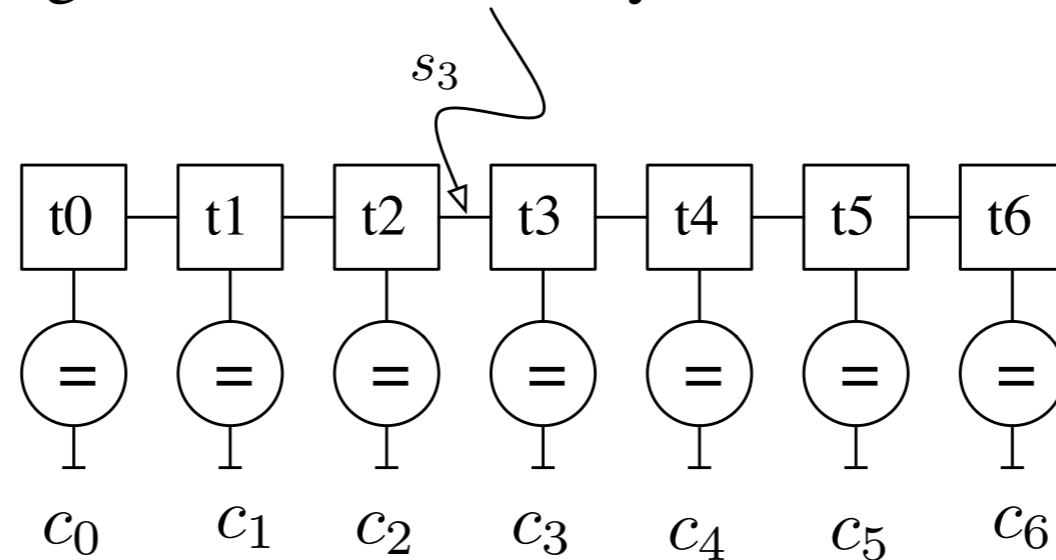 s₃
t0 t1 t2 t3 t4 t5 t6
= = = = = = =
c₀ c₁ c₂ c₃ c₄ c₅ c₆